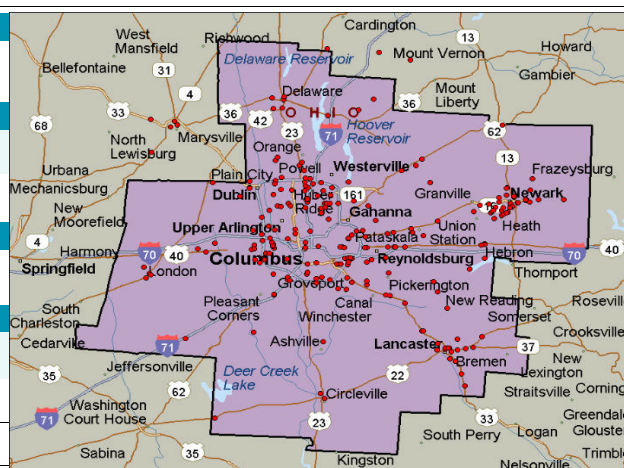 Cardington
West
Mansfield
Richwood
13
Howard
Delaware Reservoir
Mount Vernon
Bellefontaine
31
Gambier
4
Delaware
Mount
Liberty
33
36
42
O H I O
36
68
23
71
Hoover
Reservoir
62
North
Lewisburg
Marysville
Orange
13
Urbana
Plain City
Powell
Westerville
Frazeysburg
Mechanicsburg
Dublin
Huber
Ridge
161
Granville
Newark
New
Moorefield
Gahanna
Upper Arlington
Pataskala
Union
Station
Heath
4
Harmony
70
40
Columbus
Reynoldsburg
Hebron
70
40
Springfield
London
Thornport
Groveport
Pickerington
South
Charleston
Pleasant
Corners
Canal
Winchester
New Reading
Somerset
Roseville
Crooksville
Cedarville
71
Ashville
Lancaster
37
Jeffersonville
Bremen
New
Lexington
35
62
Deer Creek
Lake
22
Straitsville
Corning
71
Washington
Court House
Circleville
33
Glendale
Glouster
23
South Perry
Logan
Sabina
35
Kingston
Nelsonville
Trimble